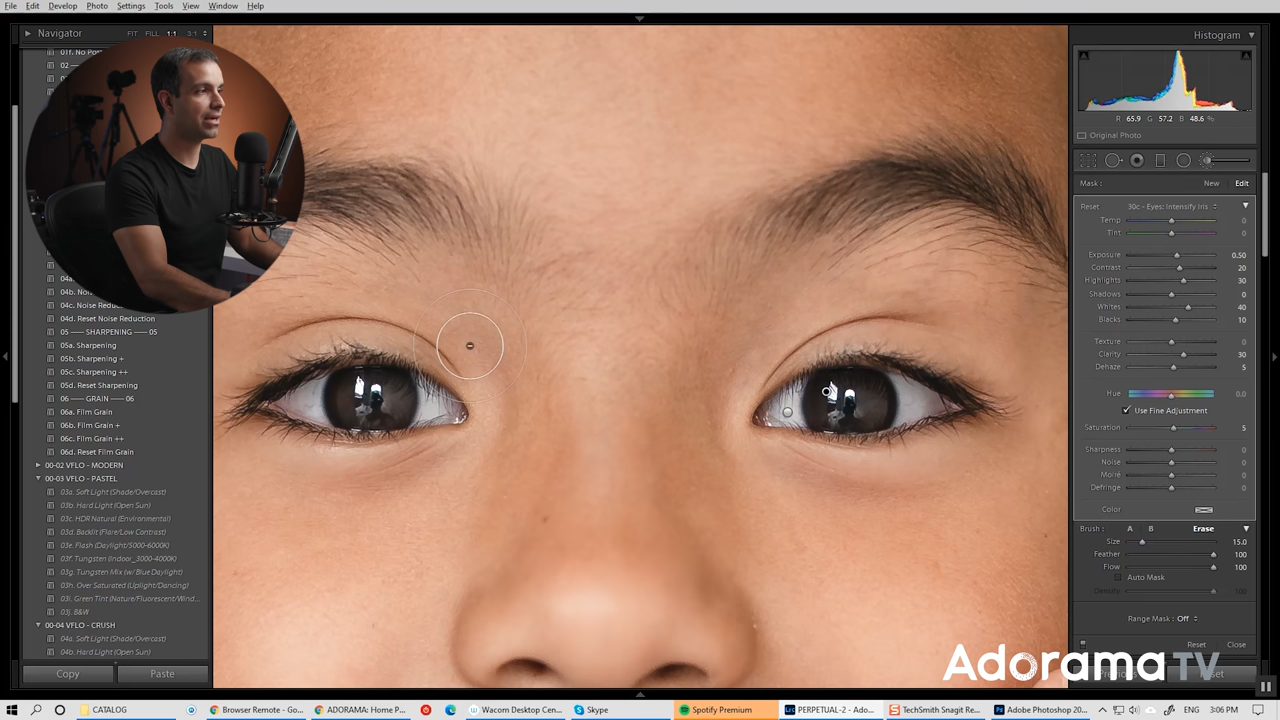 File Edit Develop Photo Settings Tools View Window Help
Navigator FIT FILL 1:1 3:1
02
04a.
04c. Noise Redu
04d. Reset Noise Reduction
05 — SHARPENING — 05
05a. Sharpening
05b. Sharpening +
05c. Sharpening ++
05d. Reset Sharpening
06 — GRAIN — 06
06a. Film Grain
06b. Film Grain +
06c. Film Grain ++
06d. Reset Film Grain
00-02 VFLO - MODERN
00-03 VFLO - PASTEL
03a. Soft Light (Shade/Overcast)
03b. Hard Light (Open Sun)
03c. HDR Natural (Environmental)
03d. Backlit (Flare/Low Contrast)
03e. Flash (Daylight/5000-6000K)
03f. Tungsten (Indoor_3000-4000K)
03g. Tungsten Mix (w/Blue Daylight)
03h. Over Saturated (Uplight/Dancing)
03i. Green Tint (Nature/Fluorescent/Wind...
03j. B&W
00-04 VFLO - CRUSH
04a. Soft Light (Shade/Overcast)
04b. Hard Light (Open Sun)
Copy Paste
Histogram
R 65.9 G 57.2 B 48.6 %
Original Photo
Mask : New Edit
Reset 30c - Eyes: Intensify Iris
Temp 0
Tint 0
Exposure 0.50
Contrast 20
Highlights 30
Shadows 0
Whites 40
Blacks 10
Texture 0
Clarity 30
Dehaze 5
Hue 0.0
Use Fine Adjustment
Saturation 5
Sharpness 0
Noise 0
Moiré 0
Defringe 0
Color
Brush : A B Erase
Size 15.0
Feather 100
Flow 100
Auto Mask
Density 100
Range Mask : Off
Reset Close
Adorama TV
CATALOG Browser Remote - Go... ADORAMA: Home P... Wacom Desktop Cen... Skype Spotify Premium PERPETUAL-2 - Ado... TechSmith Snagit Re... Adobe Photoshop 20... ENG 3:06 PM